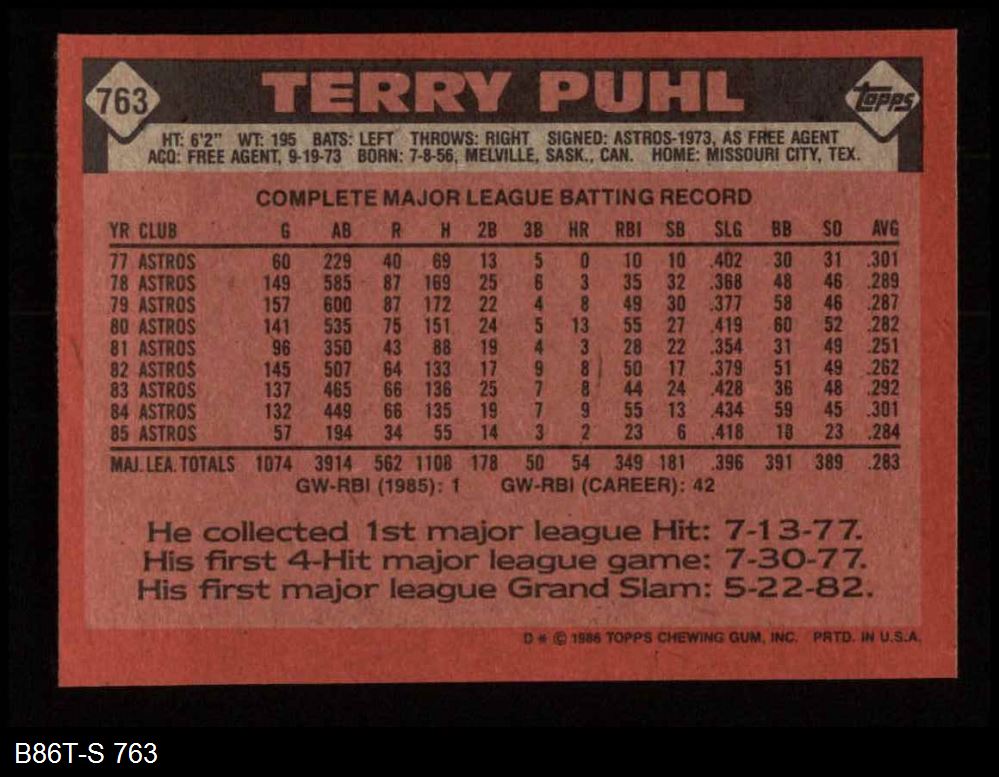 763 TERRY PUHL Topps
HT: 6'2" WT: 195 BATS: LEFT THROWS: RIGHT SIGNED: ASTROS-1973, AS FREE AGENT
ACQ: FREE AGENT, 9-19-73 BORN: 7-8-56, MELVILLE, SASK., CAN. HOME: MISSOURI CITY, TEX.
COMPLETE MAJOR LEAGUE BATTING RECORD
YR CLUB G AB R H 2B 3B HR RBI SB SLG BB SO AVG
77 ASTROS 60 229 40 69 13 5 0 10 10 .402 30 31 .301
78 ASTROS 149 585 87 169 25 6 3 35 32 .368 48 46 .289
79 ASTROS 157 600 87 172 22 4 8 49 30 .377 58 46 .287
80 ASTROS 141 535 75 151 24 5 13 55 27 .419 60 52 .282
81 ASTROS 96 350 43 88 19 4 3 28 22 .354 31 49 .251
82 ASTROS 145 507 64 133 17 9 8 50 17 .379 51 49 .262
83 ASTROS 137 465 66 136 25 7 8 44 24 .428 36 48 .292
84 ASTROS 132 449 66 135 19 7 9 55 13 .434 59 45 .301
85 ASTROS 57 194 34 55 14 3 2 23 6 .418 18 23 .284
MAJ. LEA. TOTALS 1074 3914 562 1108 178 50 54 349 181 .396 391 389 .283
GW-RBI (1985): 1 GW-RBI (CAREER): 42
He collected 1st major league Hit: 7-13-77.
His first 4-Hit major league game: 7-30-77.
His first major league Grand Slam: 5-22-82.
D * © 1986 TOPPS CHEWING GUM, INC. PRTD. IN U.S.A.
B86T-S 763